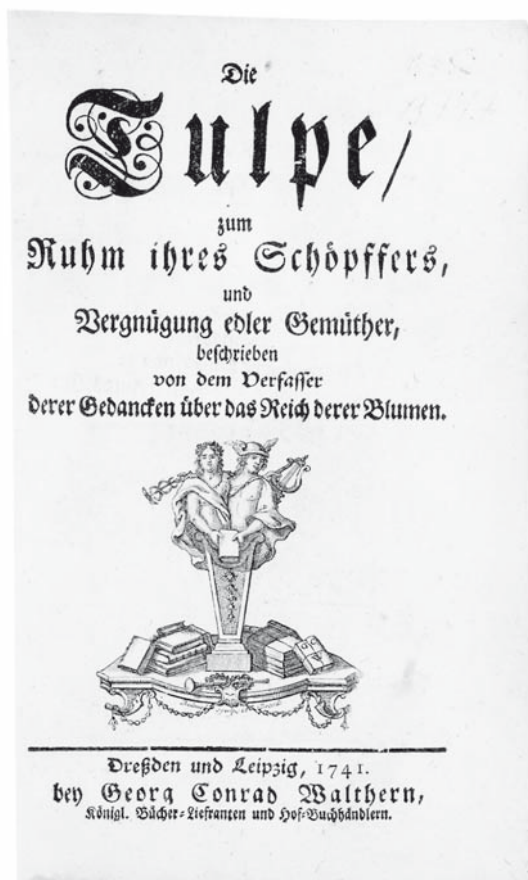 Die
Tulpe/
zum
Ruhm ihres Schöpffers,
und
Vergnügung edler Gemüther,
beschrieben
von dem Verfasser
derer Gedancken über das Reich derer Blumen.
Dreßden und Leipzig, 1741.
bey Georg Conrad Walthern,
Königl. Bücher-Liefranten und Hof-Buchhändlern.